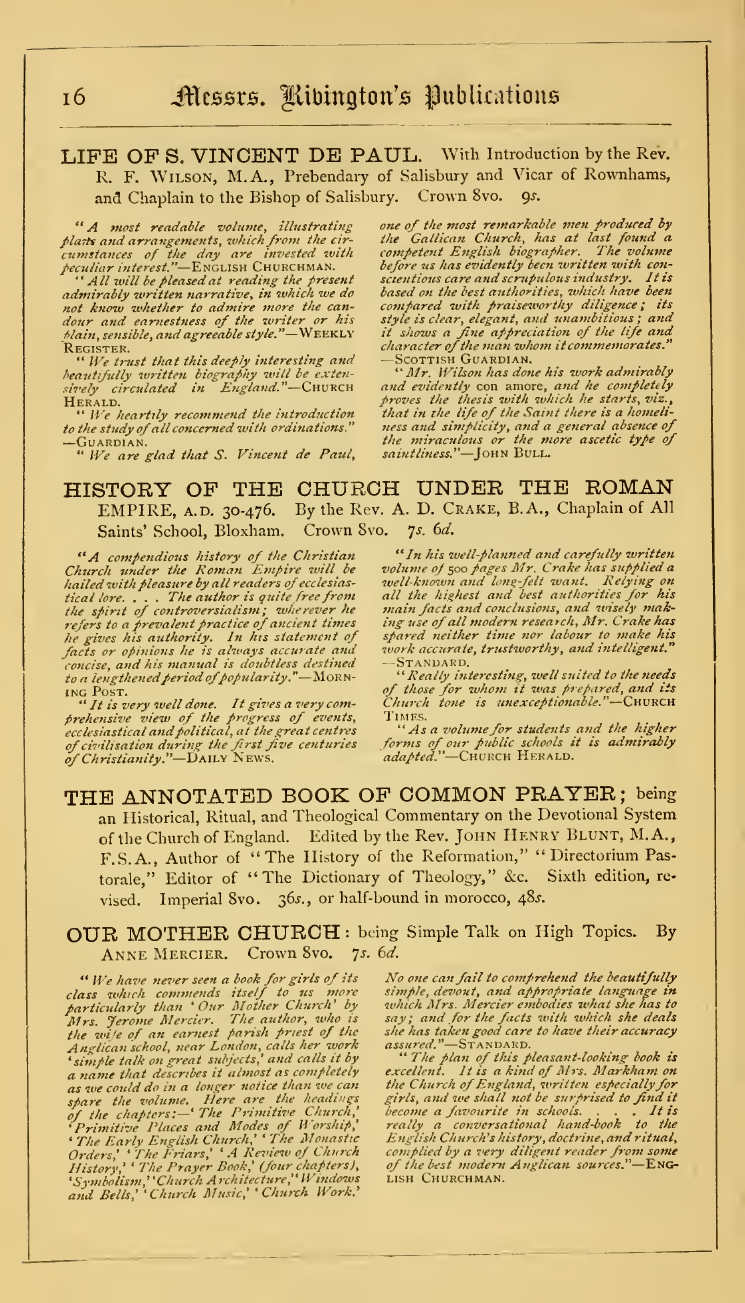 16 Messrs. Rivington's Publications
LIFE OF S. VINCENT DE PAUL. With Introduction by the Rev.
R. F. WILSON, M.A., Prebendary of Salisbury and Vicar of Rownhams,
and Chaplain to the Bishop of Salisbury. Crown 8vo. 9s.
"A most readable volume, illustrating
plans and arrangements, which from the cir-
cumstances of the day are invested with
peculiar interest."—ENGLISH CHURCHMAN.
"All will be pleased at reading the present
admirably written narrative, in which we do
not know whether to admire more the can-
dour and earnestness of the writer or his
plain, sensible, and agreeable style."—WEEKLY
REGISTER.
"We trust that this deeply interesting and
beautifully written biography will be exten-
sively circulated in England."—CHURCH
HERALD.
"We heartily recommend the introduction
to the study of all concerned with ordinations."
—GUARDIAN.
"We are glad that S. Vincent de Paul,
one of the most remarkable men produced by
the Gallican Church, has at last found a
competent English biographer. The volume
before us has evidently been written with con-
scientious care and scrupulous industry. It is
based on the best authorities, which have been
compared with praiseworthy diligence; its
style is clear, elegant, and unambitious; and
it shows a fine appreciation of the life and
character of the man whom it commemorates."
—SCOTTISH GUARDIAN.
"Mr. Wilson has done his work admirably
and evidently con amore, and he completely
proves the thesis with which he starts, viz.,
that in the life of the Saint there is a homeli-
ness and simplicity, and a general absence of
the miraculous or the more ascetic type of
saintliness."—JOHN BULL.
HISTORY OF THE CHURCH UNDER THE ROMAN
EMPIRE, A.D. 30-476. By the Rev. A. D. CRAKE, B.A., Chaplain of All
Saints' School, Bloxham. Crown 8vo. 7s. 6d.
"A compendious history of the Christian
Church under the Roman Empire will be
hailed with pleasure by all readers of ecclesias-
tical lore. . . . The author is quite free from
the spirit of controversialism; wherever he
refers to a prevalent practice of ancient times
he gives his authority. In his statement of
facts or opinions he is always accurate and
concise, and his manual is doubtless destined
to a lengthened period of popularity."—MORN-
ING POST.
"It is very well done. It gives a very com-
prehensive view of the progress of events,
ecclesiastical and political, at the great centres
of civilisation during the first five centuries
of Christianity."—DAILY NEWS.
"In his well-planned and carefully written
volume of 500 pages Mr. Crake has supplied a
well-known and long-felt want. Relying on
all the highest and best authorities for his
main facts and conclusions, and wisely mak-
ing use of all modern research, Mr. Crake has
spared neither time nor labour to make his
work accurate, trustworthy, and intelligent."
—STANDARD.
"Really interesting, well suited to the needs
of those for whom it was prepared, and its
Church tone is unexceptionable."—CHURCH
TIMES.
"As a volume for students and the higher
forms of our public schools it is admirably
adapted."—CHURCH HERALD.
THE ANNOTATED BOOK OF COMMON PRAYER; being
an Historical, Ritual, and Theological Commentary on the Devotional System
of the Church of England. Edited by the Rev. JOHN HENRY BLUNT, M.A.,
F.S.A., Author of "The History of the Reformation," "Directorium Pas-
torale," Editor of "The Dictionary of Theology," &c. Sixth edition, re-
vised. Imperial 8vo. 36s., or half-bound in morocco, 48s.
OUR MOTHER CHURCH: being Simple Talk on High Topics. By
ANNE MERCIER. Crown 8vo. 7s. 6d.
"We have never seen a book for girls of its
class which commends itself to us more
particularly than 'Our Mother Church' by
Mrs. Jerome Mercier. The author, who is
the wife of an earnest parish priest of the
Anglican school, near London, calls her work
'simple talk on great subjects,' and calls it by
a name that describes it almost as completely
as we could do in a longer notice than we can
spare the volume. Here are the headings
of the chapters:—'The Primitive Church,'
'Primitive Places and Modes of Worship,'
'The Early English Church,' 'The Monastic
Orders,' 'The Friars,' 'A Review of Church
History,' 'The Prayer Book,' (four chapters),
'Symbolism,' 'Church Architecture,' 'Windows
and Bells,' 'Church Music,' 'Church Work.'
No one can fail to comprehend the beautifully
simple, devout, and appropriate language in
which Mrs. Mercier embodies what she has to
say; and for the facts with which she deals
she has taken good care to have their accuracy
assured."—STANDARD.
"The plan of this pleasant-looking book is
excellent. It is a kind of Mrs. Markham on
the Church of England, written especially for
girls, and we shall not be surprised to find it
become a favourite in schools. . . . It is
really a conversational hand-book to the
English Church's history, doctrine, and ritual,
complied by a very diligent reader from some
of the best modern Anglican sources."—ENG-
LISH CHURCHMAN.